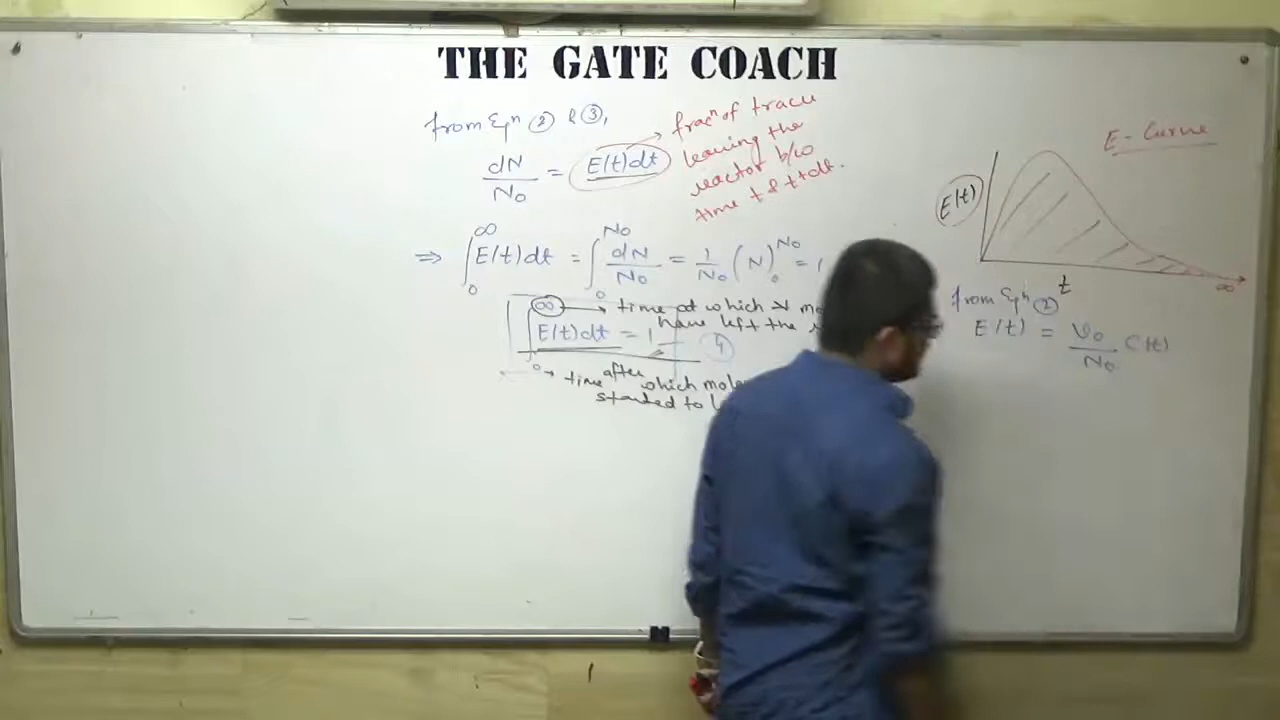 THE GATE COACH
from Eqⁿ ② & ③,
dN/N₀ = E(t)dt
fracⁿ of trace
leaving the
reactor b/w
time t & t+dt.
⇒ ∫₀^∞ E(t)dt = ∫₀^N₀ dN/N₀ = 1/N₀ (N)₀^N₀ = 1
∞ → time at which
have left the
∫₀^∞ E(t)dt = 1 — ④
0 → time after which
started to
E - Curve
E(t)
t
∞
from Eqⁿ ②
E(t) = v₀/N₀ C(t)